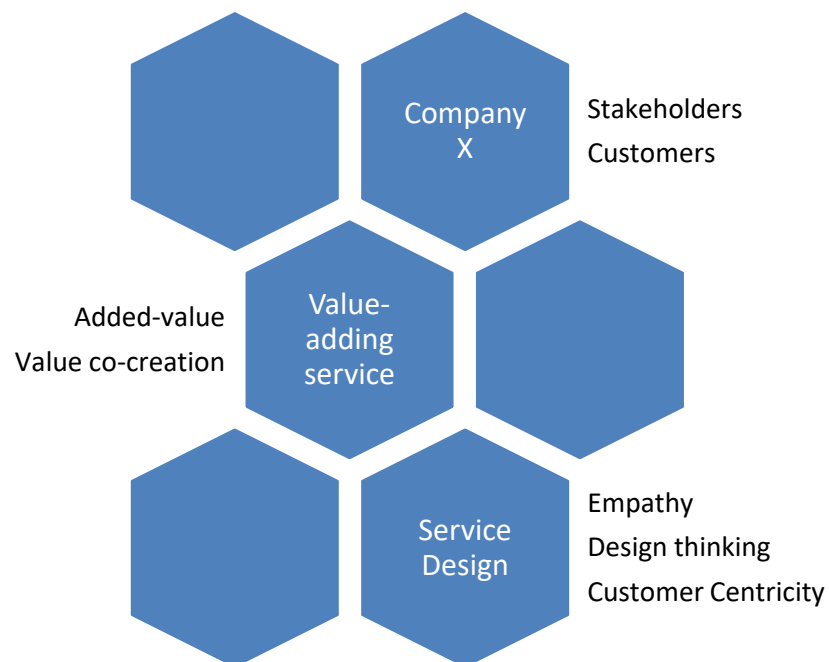 Company
X
Stakeholders
Customers
Added-value
Value co-creation
Value-
adding
service
Service
Design
Empathy
Design thinking
Customer Centricity